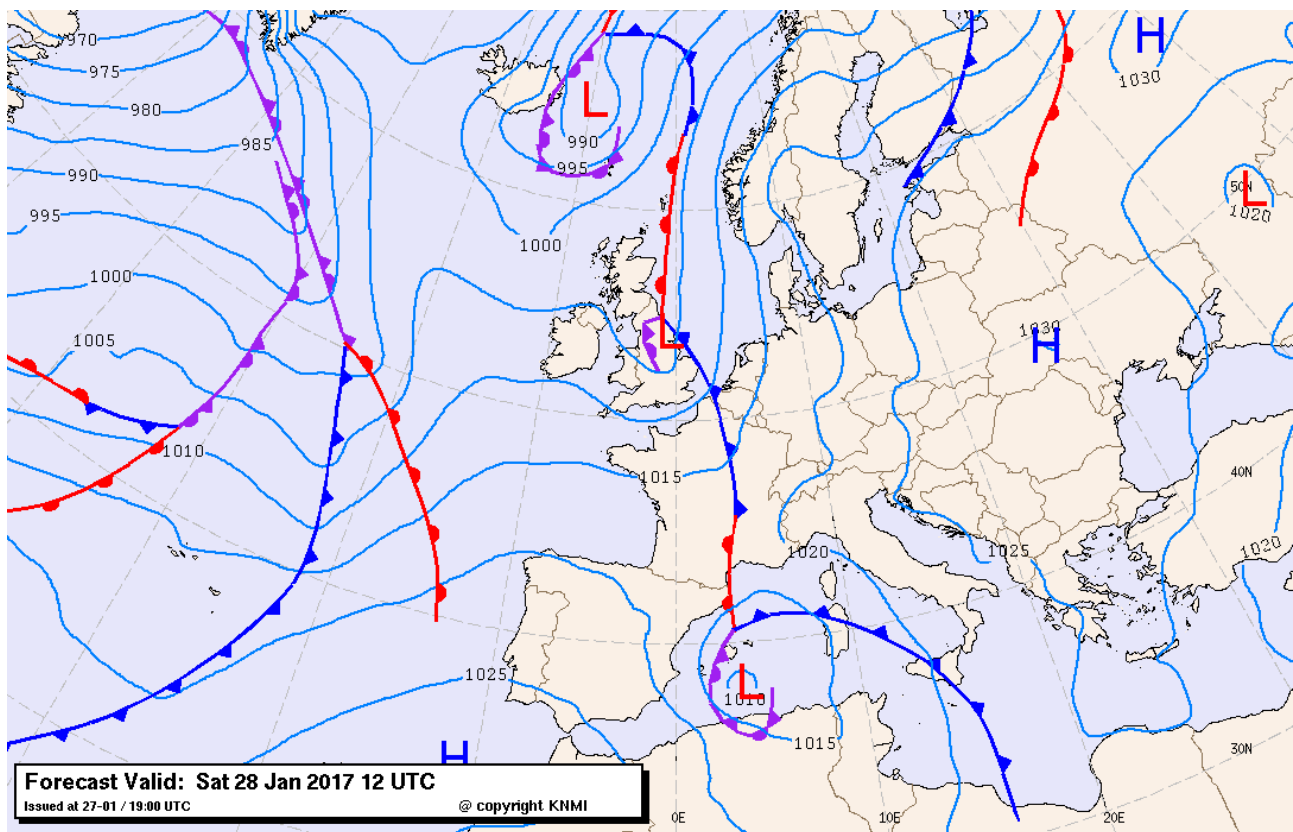 970
975
980
985
990
995
1000
1005
1010
L
990
995
1000
H
1030
50N
L
1020
L
1030
H
1015
40N
1020
1025
1020
1025
L
1010
1015
30N
H
Forecast Valid: Sat 28 Jan 2017 12 UTC
Issued at 27-01 / 19:00 UTC @ copyright KNMI
0E
10E
20E